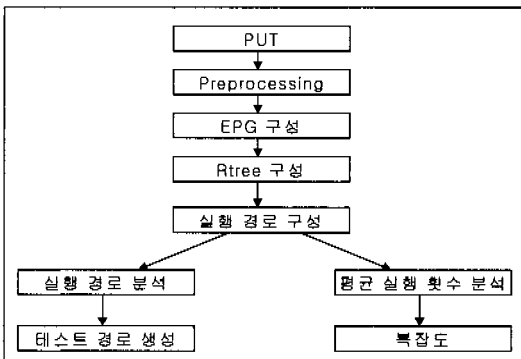 PUT
Preprocessing
EPG 구성
Rtree 구성
실행 경로 구성
실행 경로 분석
평균 실행 횟수 분석
테스트 경로 생성
복잡도